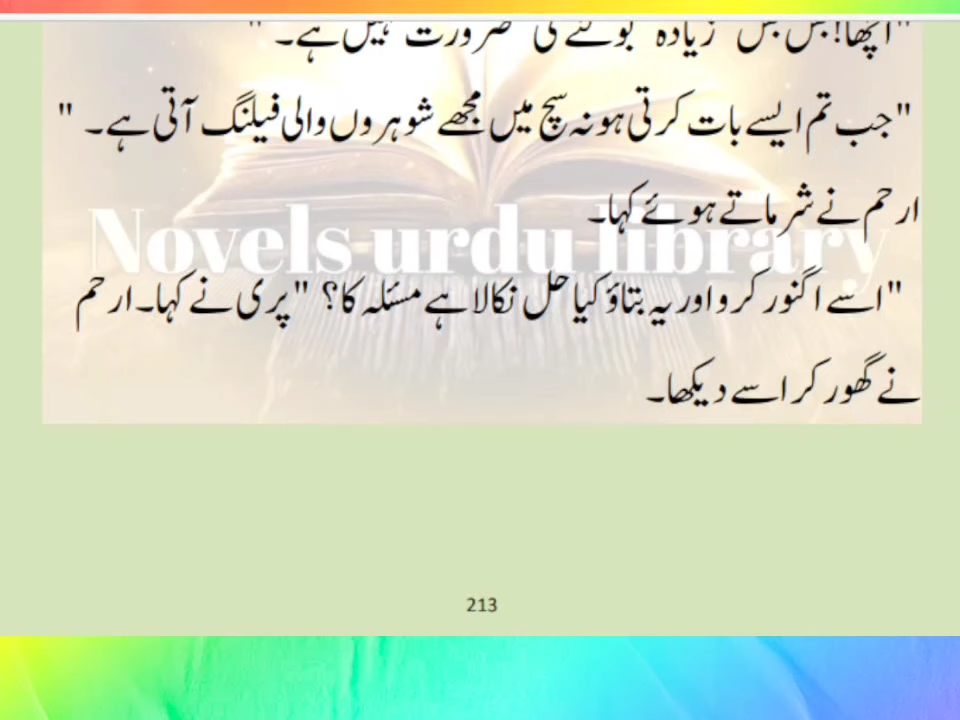 "اچھا! بس بس زیادہ بولنے کی ضرورت نہیں ہے۔ "
"جب تم ایسے بات کرتی ہو نہ سچ میں مجھے شوہروں والی فیلنگ آتی ہے۔ "
ارحم نے شرماتے ہوئے کہا۔
Novels urdu library
"اسے اگنور کرو اور یہ بتاؤ کیا حل نکالا ہے مسئلہ کا؟ "پری نے کہا۔ ارحم
نے گھور کر اسے دیکھا۔
213